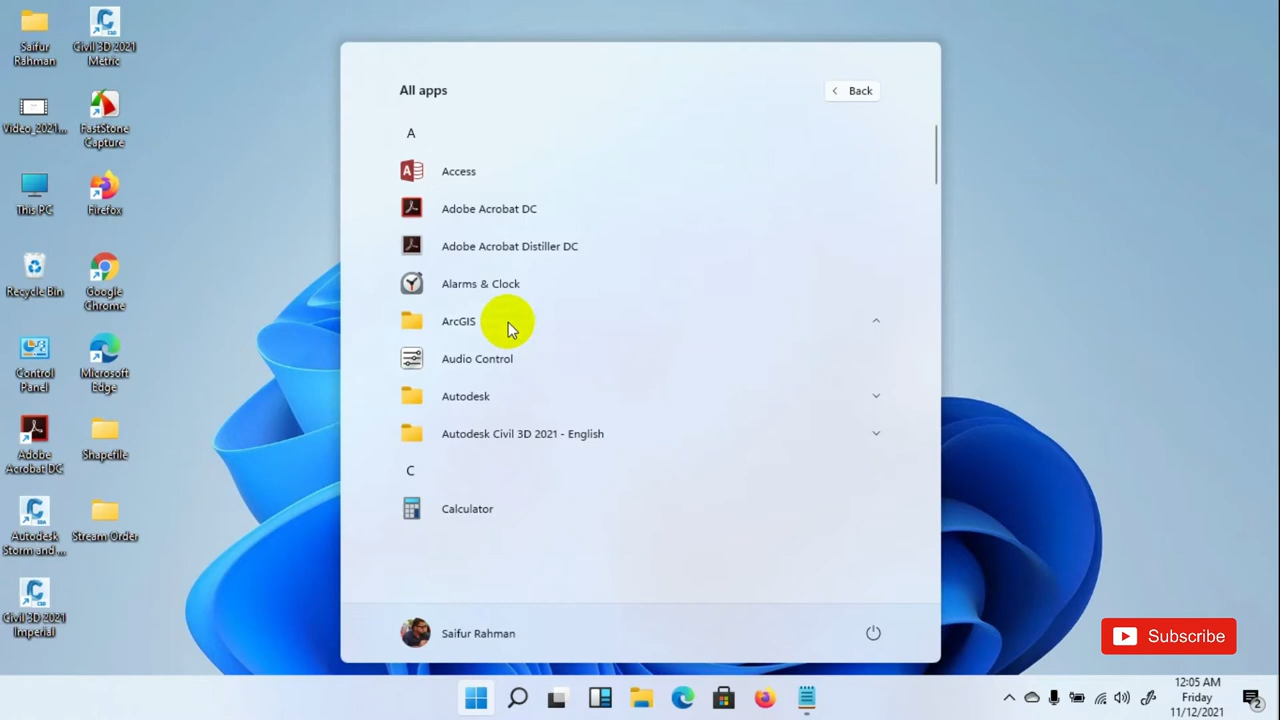 Saifur
Rahman
Civil 3D 2021
Metric
Video_2021...
FastStone
Capture
This PC
Firefox
Recycle Bin
Google
Chrome
Control
Panel
Microsoft
Edge
Adobe
Acrobat DC
Shapefile
Autodesk
Storm and ...
Stream Order
Civil 3D 2021
Imperial
All apps
Back
A
Access
Adobe Acrobat DC
Adobe Acrobat Distiller DC
Alarms & Clock
ArcGIS
Audio Control
Autodesk
Autodesk Civil 3D 2021 - English
C
Calculator
Saifur Rahman
Subscribe
12:05 AM
Friday
11/12/2021
2